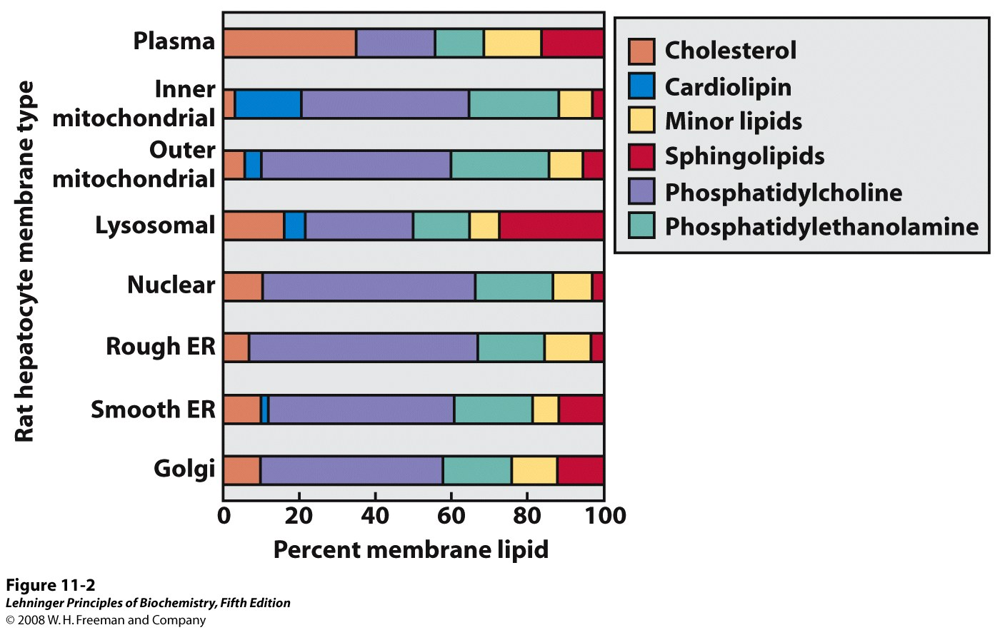 Rat hepatocyte membrane type
Plasma
Inner
mitochondrial
Outer
mitochondrial
Lysosomal
Nuclear
Rough ER
Smooth ER
Golgi
0 20 40 60 80 100
Percent membrane lipid
Cholesterol
Cardiolipin
Minor lipids
Sphingolipids
Phosphatidylcholine
Phosphatidylethanolamine
Figure 11-2
Lehninger Principles of Biochemistry, Fifth Edition
© 2008 W. H. Freeman and Company